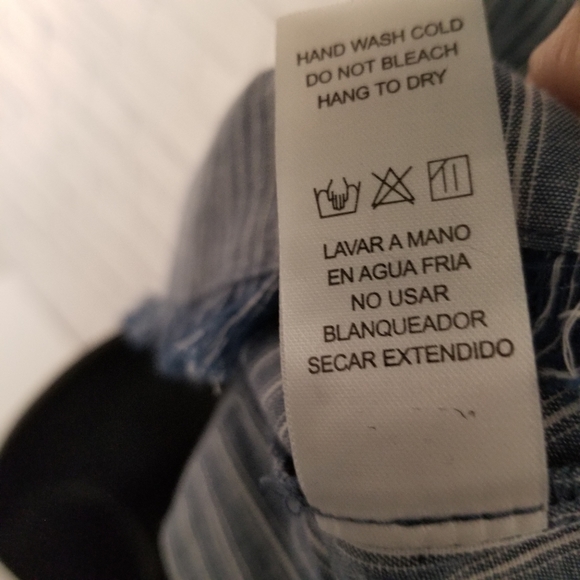 HAND WASH COLD
DO NOT BLEACH
HANG TO DRY
LAVAR A MANO
EN AGUA FRIA
NO USAR
BLANQUEADOR
SECAR EXTENDIDO